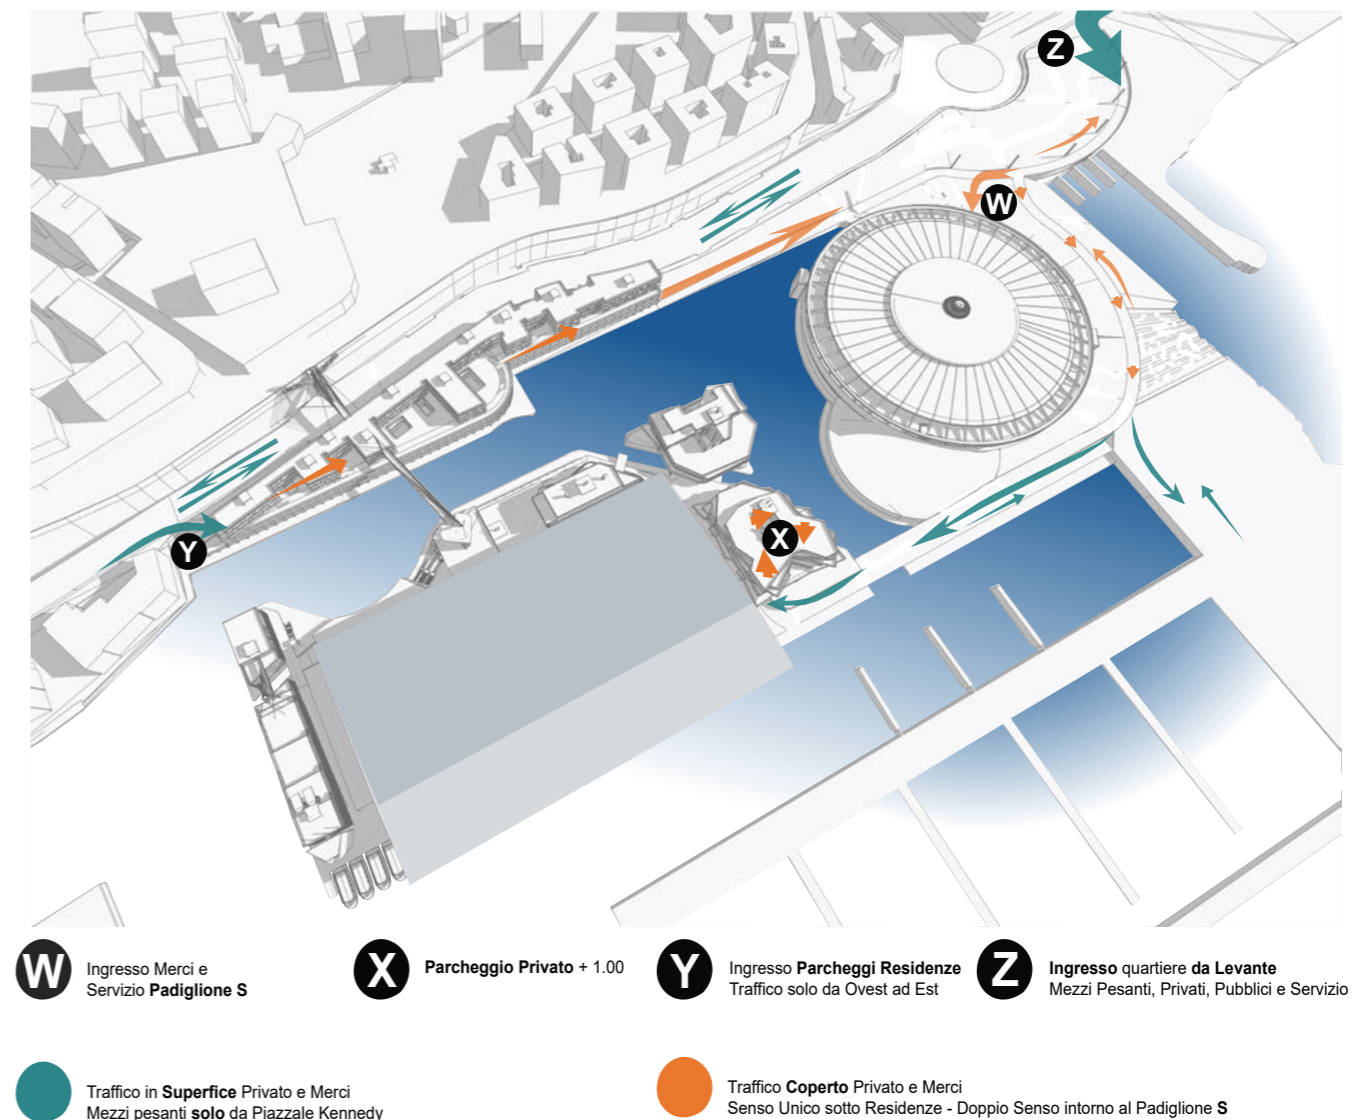 Z
W
Y
X
W
Ingresso Merci e
Servizio Padiglione S
X
Parcheggio Privato + 1.00
Y
Ingresso Parcheggi Residenze
Traffico solo da Ovest ad Est
Z
Ingresso quartiere da Levante
Mezzi Pesanti, Privati, Pubblici e Servizio
Traffico in Superfice Privato e Merci
Mezzi pesanti solo da Piazzale Kennedy
Traffico Coperto Privato e Merci
Senso Unico sotto Residenze - Doppio Senso intorno al Padiglione S